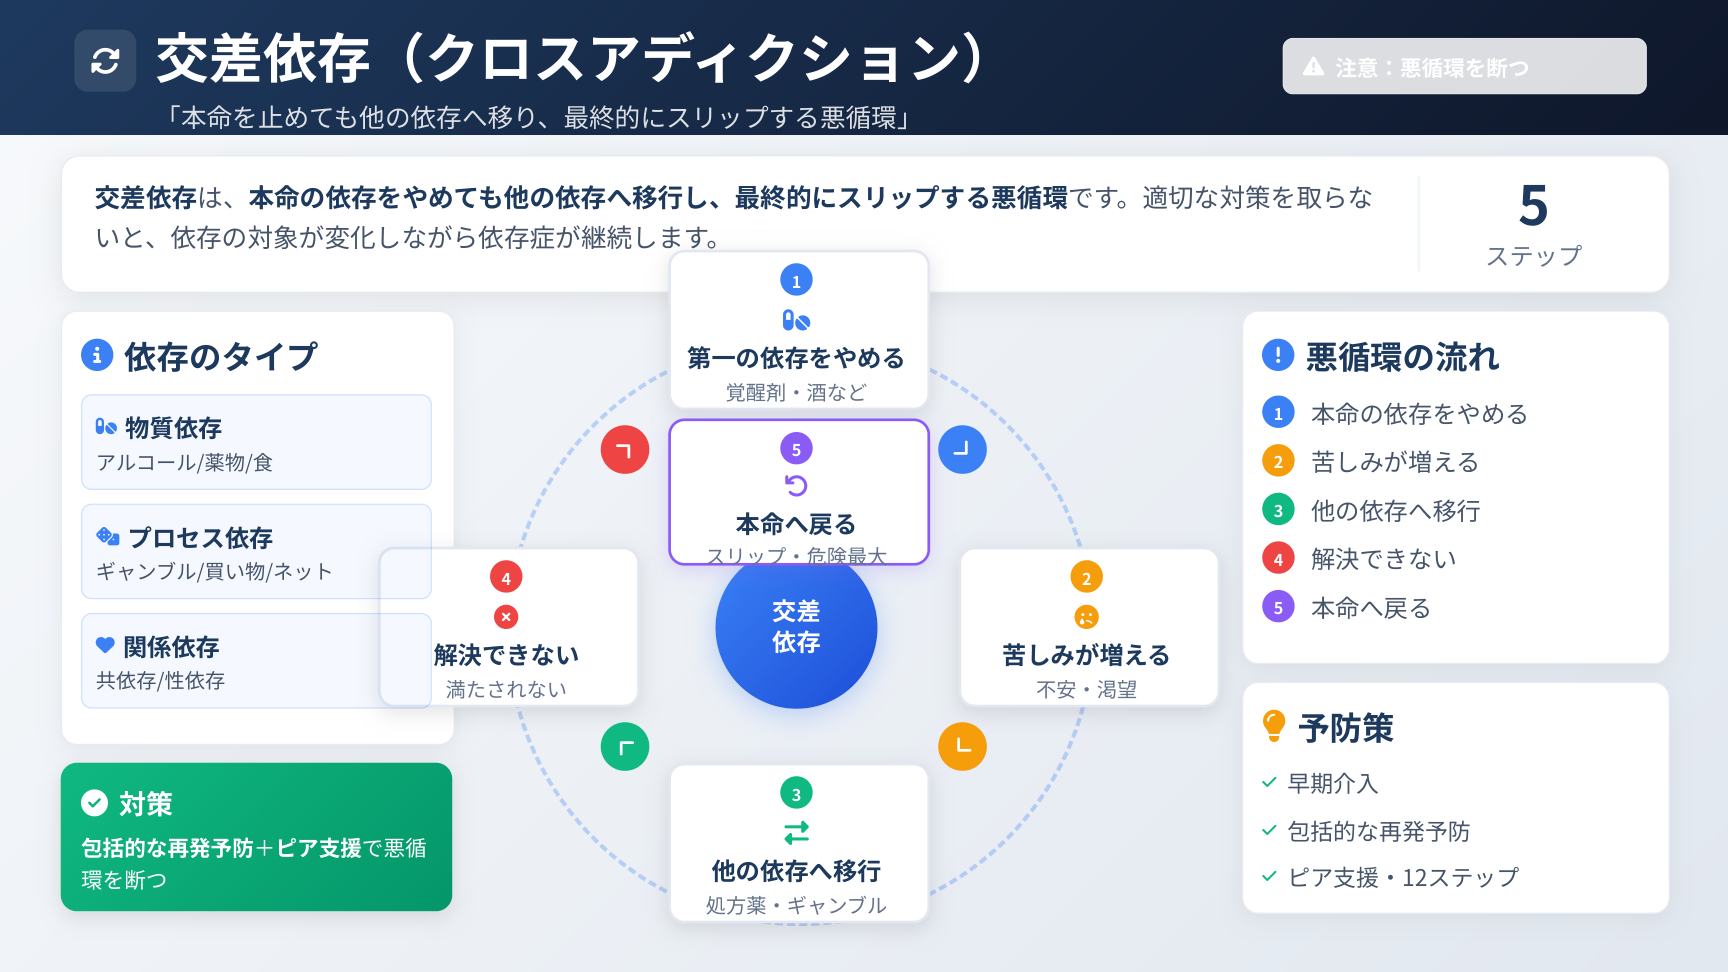 交差依存（クロスアディクション）
「本命を止めても他の依存へ移り、最終的にスリップする悪循環」
注意：悪循環を断つ
交差依存は、本命の依存をやめても他の依存へ移行し、最終的にスリップする悪循環です。適切な対策を取らな
いと、依存の対象が変化しながら依存症が継続します。
5
ステップ
依存のタイプ
物質依存
アルコール/薬物/食
プロセス依存
ギャンブル/買い物/ネット
関係依存
共依存/性依存
対策
包括的な再発予防＋ピア支援で悪循
環を断つ
1
第一の依存をやめる
覚醒剤・酒など
5
本命へ戻る
スリップ・危険最大
4
解決できない
満たされない
交差
依存
2
苦しみが増える
不安・渇望
3
他の依存へ移行
処方薬・ギャンブル
悪循環の流れ
1 本命の依存をやめる
2 苦しみが増える
3 他の依存へ移行
4 解決できない
5 本命へ戻る
予防策
早期介入
包括的な再発予防
ピア支援・12ステップ